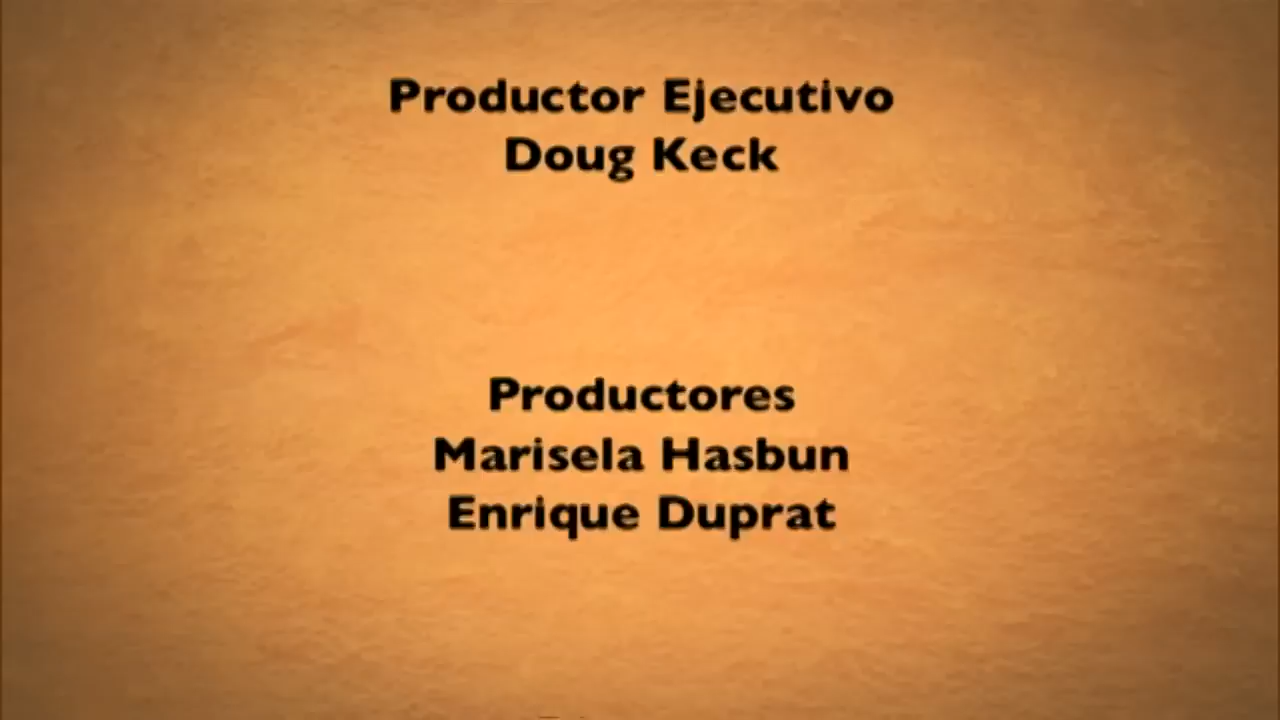 Productor Ejecutivo
Doug Keck
Productores
Marisela Hasbun
Enrique Duprat